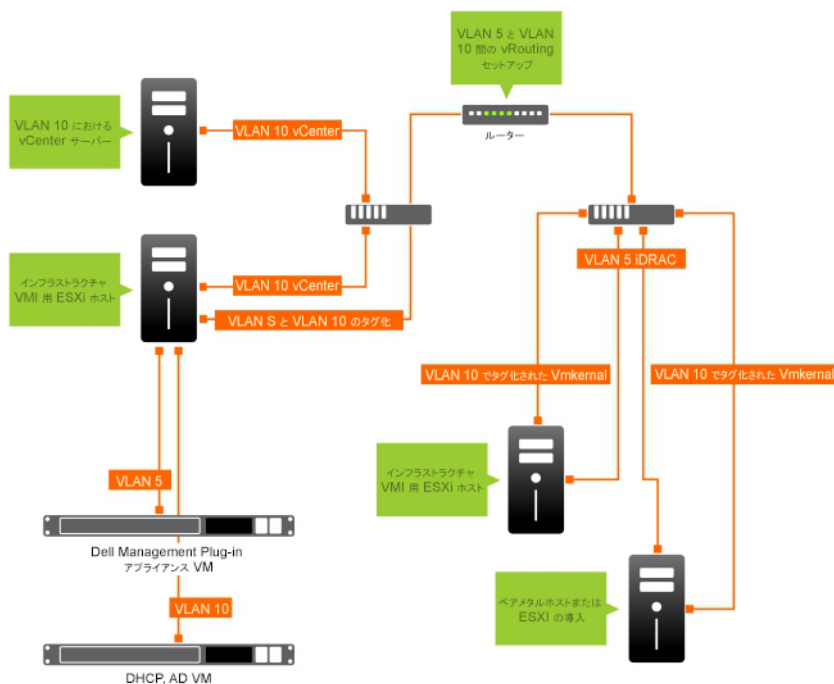 VLAN 5 と VLAN
10 間の vRouting
セットアップ
ルーター
VLAN 10 における
vCenter サーバー
VLAN 10 vCenter
VLAN 5 iDRAC
インフラストラクチャ
VMI 用 ESXi ホスト
VLAN 10 vCenter
VLAN S と VLAN 10 のタグ化
VLAN 10 でタグ化された Vmkernal
VLAN 10 でタグ化された Vmkernal
インフラストラクチャ
VMI 用 ESXi ホスト
VLAN 5
Dell Management Plug-in
アプライアンス VM
VLAN 10
ベアメタルホストまたは
ESXI の導入
DHCP, AD VM